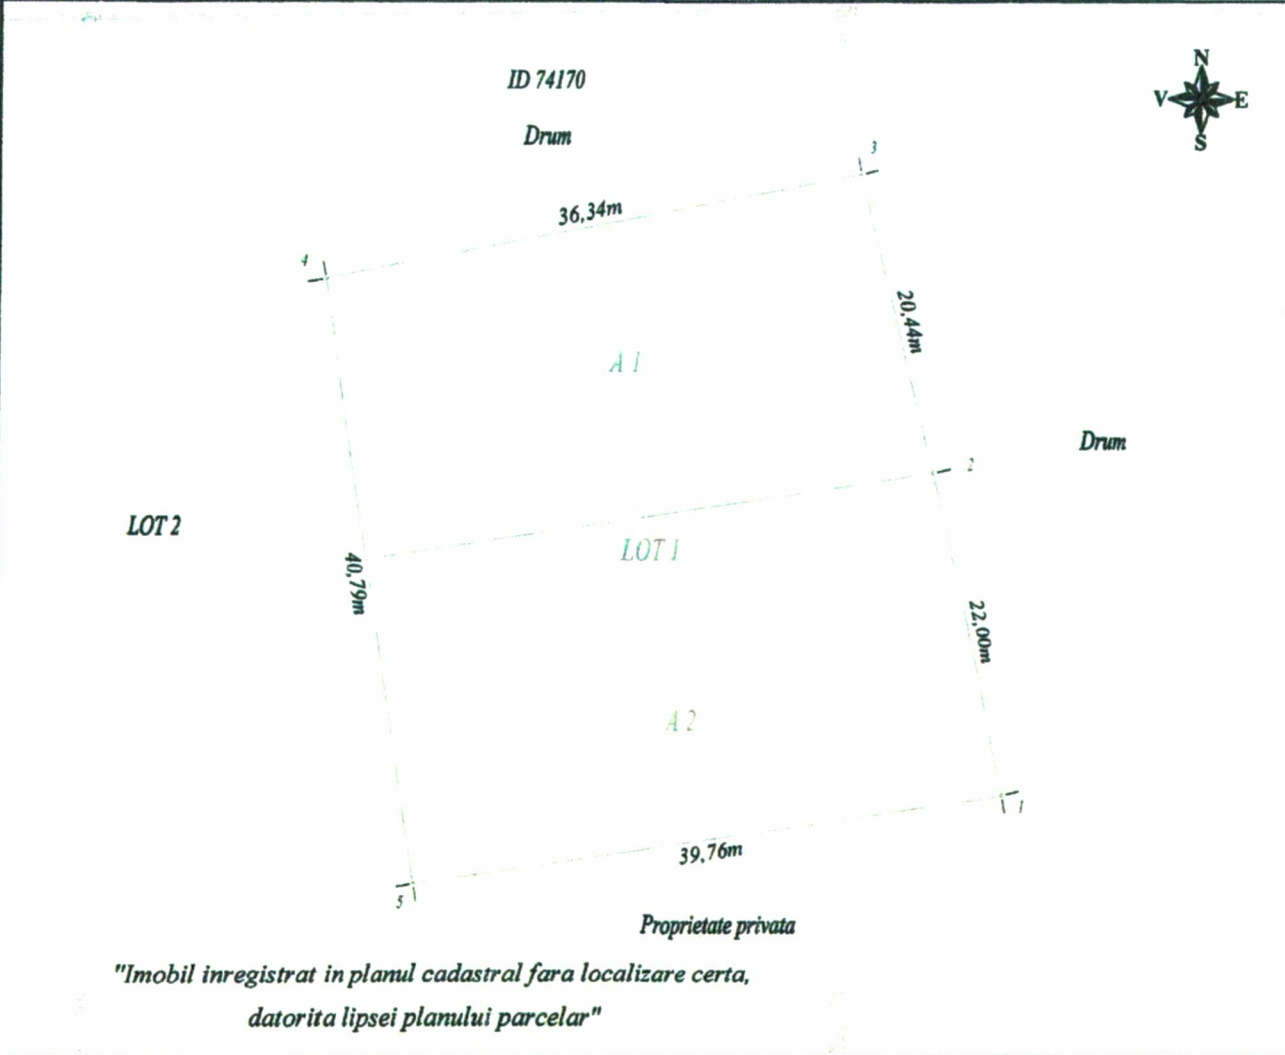 ID 74170
N
V E
S
Drum
3
36,34m
4
20,44m
A 1
Drum
2
LOT 2
LOT 1
40,79m
22,00m
A 2
1
39,76m
5
Proprietate privata
"Imobil inregistrat in planul cadastral fara localizare certa,
datorita lipsei planului parcelar"